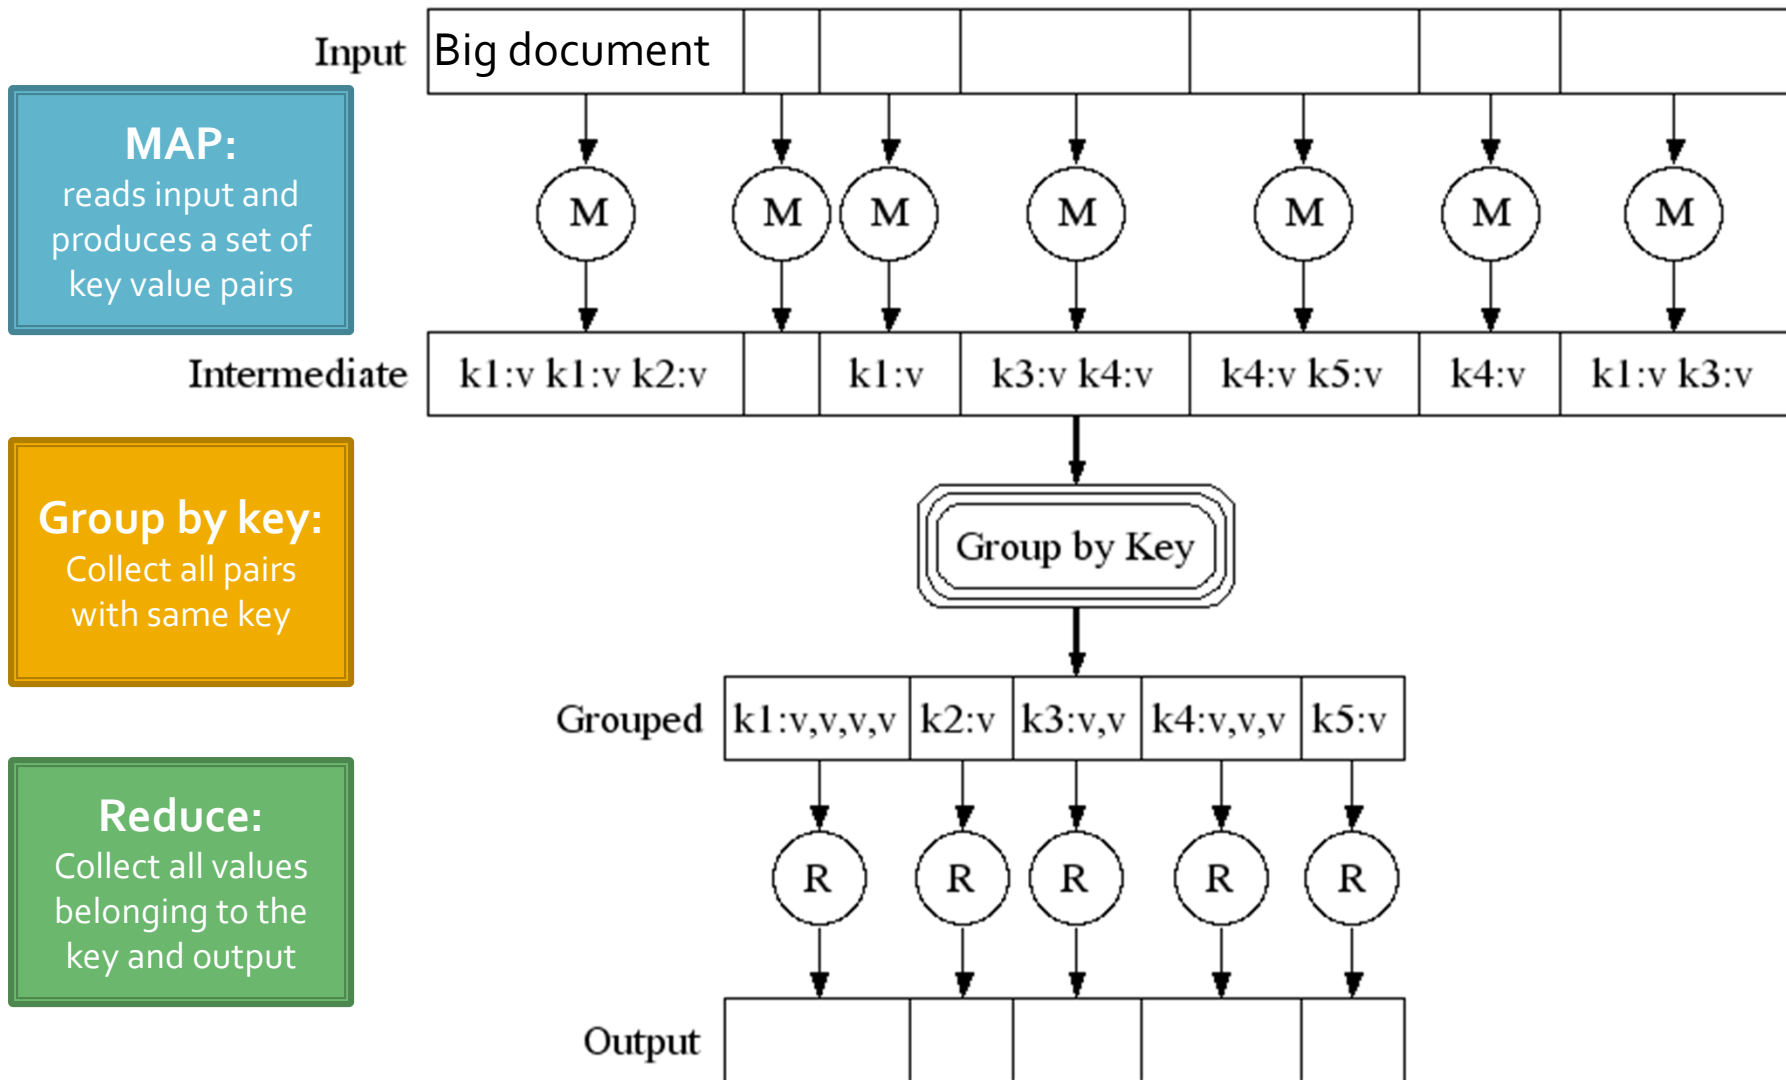 Input
Big document
MAP:
reads input and
produces a set of
key value pairs
M M M M M M M
Intermediate
k1:v k1:v k2:v k1:v k3:v k4:v k4:v k5:v k4:v k1:v k3:v
Group by key:
Collect all pairs
with same key
Group by Key
Grouped
k1:v,v,v,v k2:v k3:v,v k4:v,v,v k5:v
Reduce:
Collect all values
belonging to the
key and output
R R R R R
Output